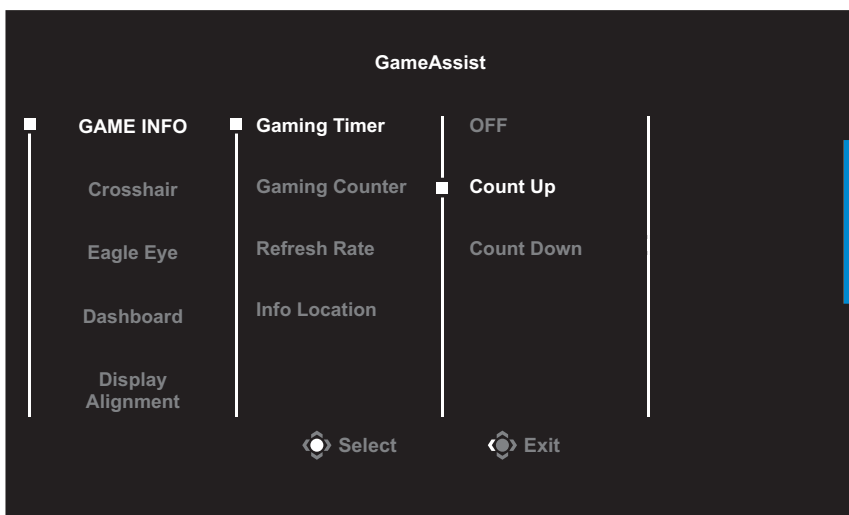 GameAssist
GAME INFO
Crosshair
Eagle Eye
Dashboard
Display
Alignment
Gaming Timer
Gaming Counter
Refresh Rate
Info Location
OFF
Count Up
Count Down
Select
Exit